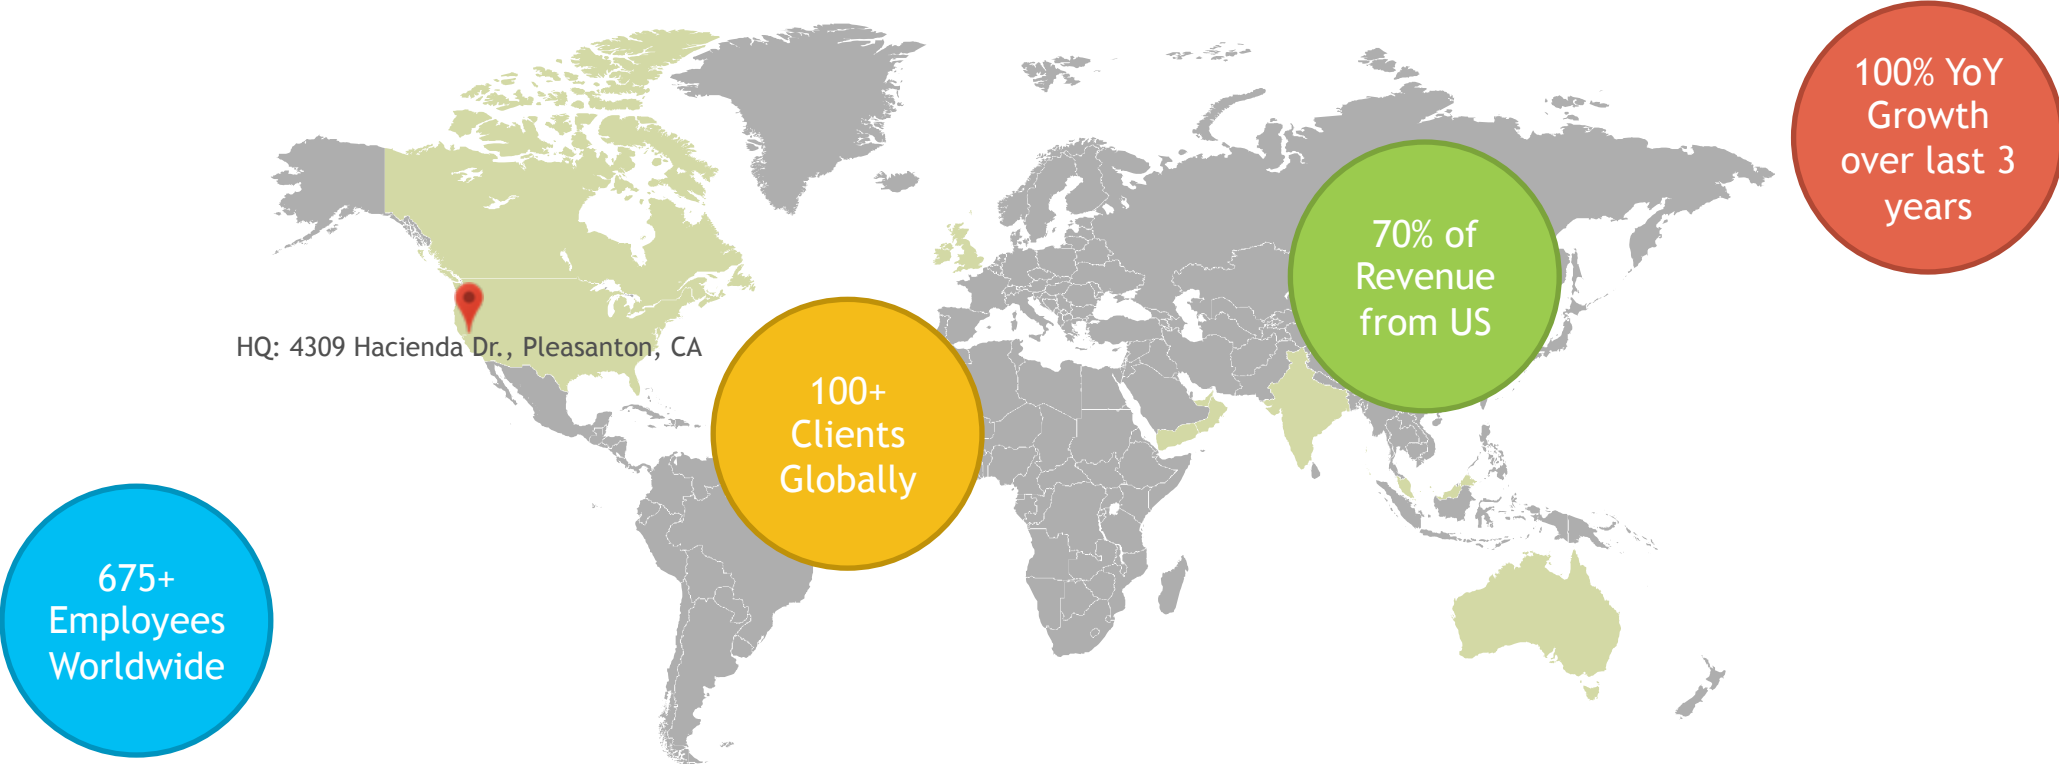 100% YoY
Growth
over last 3
years
70% of
Revenue
from US
HQ: 4309 Hacienda Dr., Pleasanton, CA
100+
Clients
Globally
675+
Employees
Worldwide